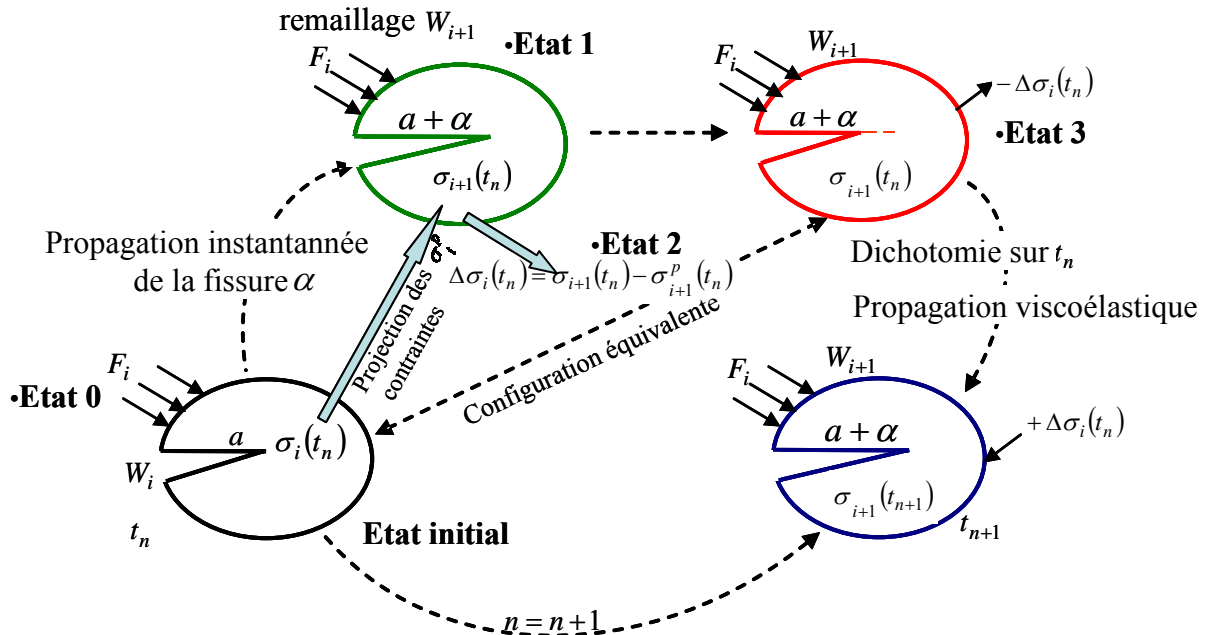 remaillage W_{i+1}
•Etat 1
F_i
a + α
σ_{i+1}(t_n)
W_{i+1}
F_i
− Δσ_i(t_n)
a + α
•Etat 3
σ_{i+1}(t_n)
Propagation instantannée
de la fissure α
•Etat 2
Δσ_i(t_n) = σ_{i+1}(t_n) − σ^p_{i+1}(t_n)
Projection des
contraintes
Configuration équivalente
Dichotomie sur t_n
Propagation viscoélastique
F_i
•Etat 0
a
σ_i(t_n)
W_i
t_n
Etat initial
W_{i+1}
F_i
+ Δσ_i(t_n)
a + α
σ_{i+1}(t_{n+1})
t_{n+1}
n = n+1